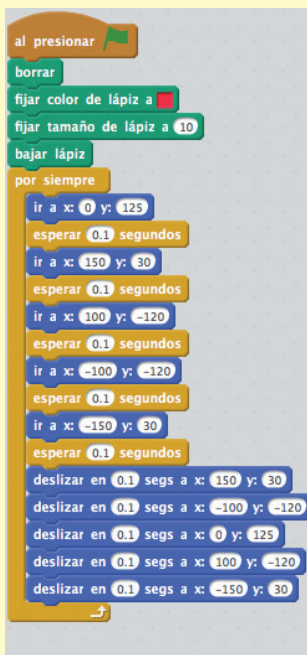 al presionar
borrar
fijar color de lápiz a
fijar tamaño de lápiz a 10
bajar lápiz
por siempre
ir a x: 0 y: 125
esperar 0.1 segundos
ir a x: 150 y: 30
esperar 0.1 segundos
ir a x: 100 y: -120
esperar 0.1 segundos
ir a x: -100 y: -120
esperar 0.1 segundos
ir a x: -150 y: 30
esperar 0.1 segundos
deslizar en 0.1 segs a x: 150 y: 30
deslizar en 0.1 segs a x: -100 y: -120
deslizar en 0.1 segs a x: 0 y: 125
deslizar en 0.1 segs a x: 100 y: -120
deslizar en 0.1 segs a x: -150 y: 30